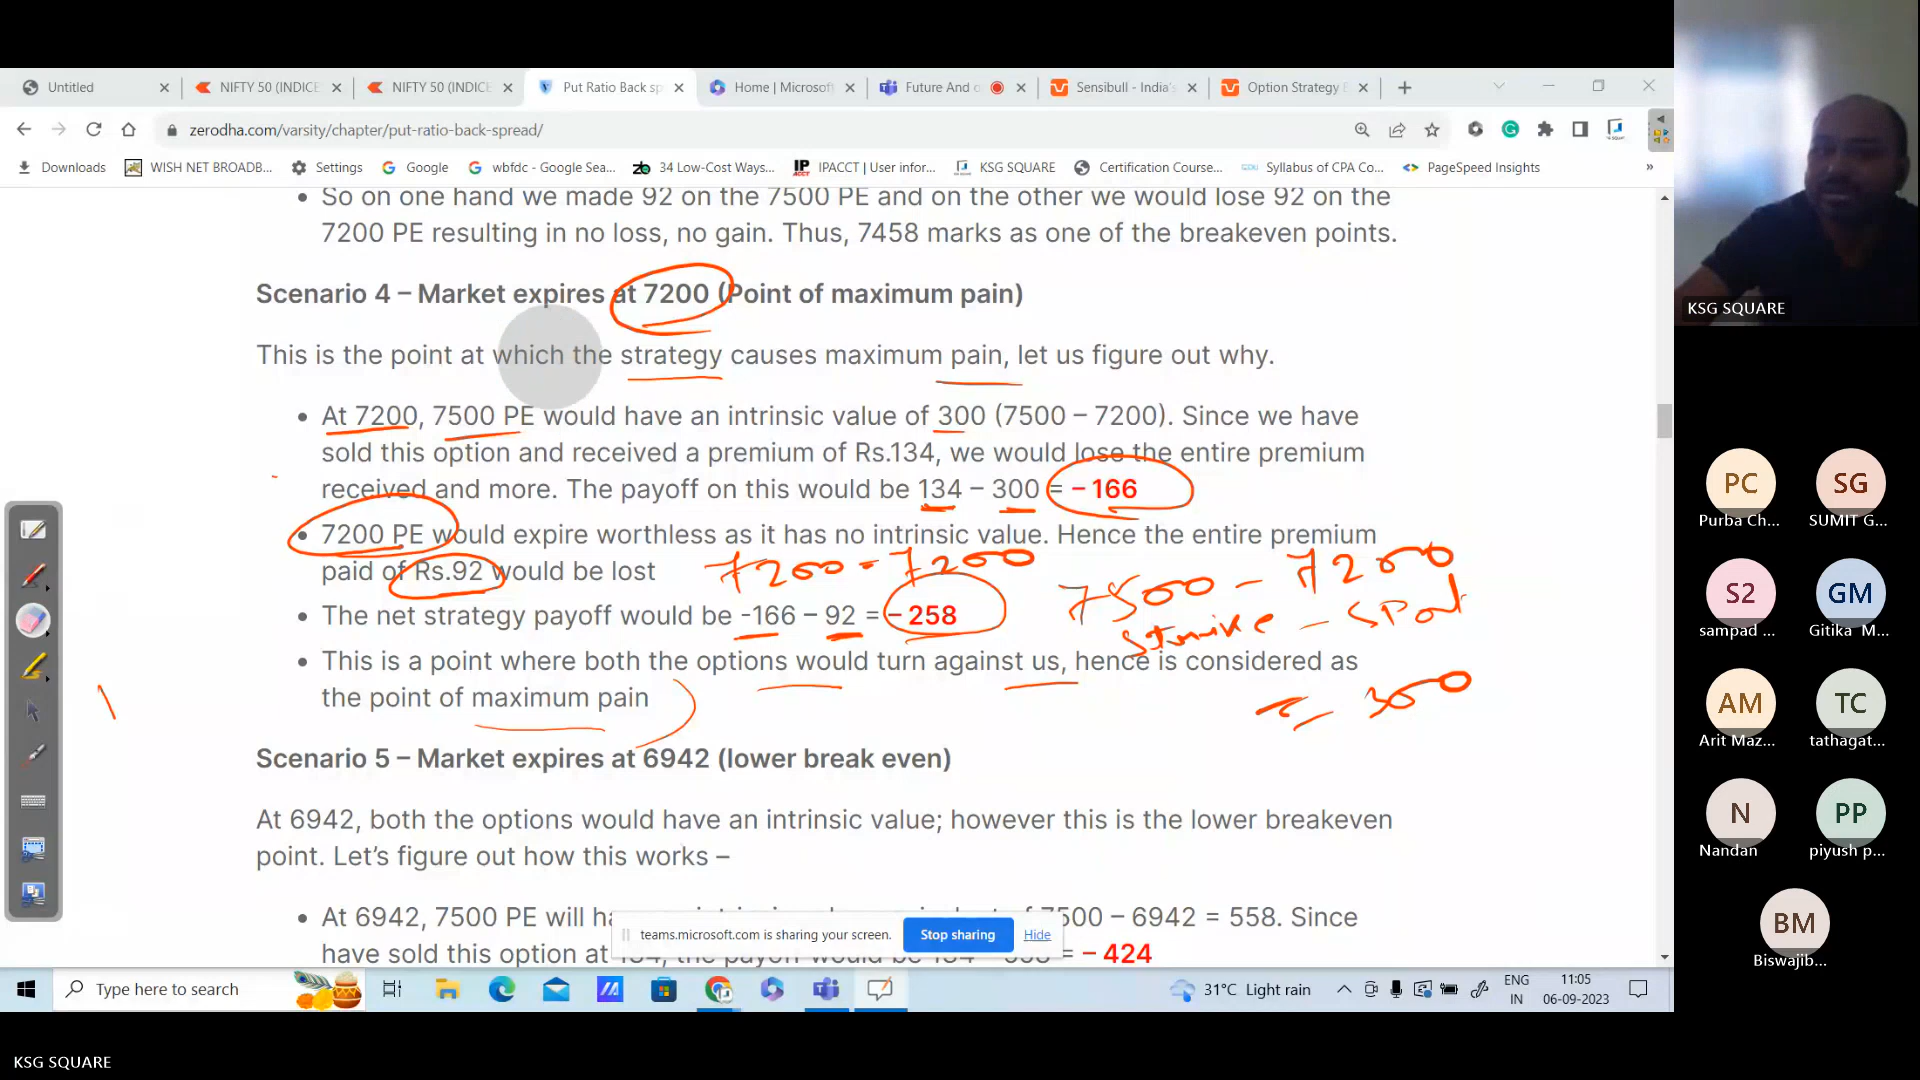 Untitled
NIFTY 50 (INDICE
NIFTY 50 (INDICE
Put Ratio Back sp
Home | Microsoft
Future And o
Sensibull - India's
Option Strategy B
zerodha.com/varsity/chapter/put-ratio-back-spread/
Downloads
WISH NET BROADB...
Settings
Google
wbfdc - Google Sea...
34 Low-Cost Ways...
IPACCT | User infor...
KSG SQUARE
Certification Course...
Syllabus of CPA Co...
PageSpeed Insights
• So on one hand we made 92 on the 7500 PE and on the other we would lose 92 on the
7200 PE resulting in no loss, no gain. Thus, 7458 marks as one of the breakeven points.
Scenario 4 – Market expires at 7200 (Point of maximum pain)
This is the point at which the strategy causes maximum pain, let us figure out why.
• At 7200, 7500 PE would have an intrinsic value of 300 (7500 – 7200). Since we have
sold this option and received a premium of Rs.134, we would lose the entire premium
received and more. The payoff on this would be 134 – 300 = – 166
• 7200 PE would expire worthless as it has no intrinsic value. Hence the entire premium
paid of Rs.92 would be lost
7200 - 7200
7500 - 7200
• The net strategy payoff would be -166 – 92 = – 258
Strike - Spot
• This is a point where both the options would turn against us, hence is considered as
the point of maximum pain
= 300
Scenario 5 – Market expires at 6942 (lower break even)
At 6942, both the options would have an intrinsic value; however this is the lower breakeven
point. Let's figure out how this works –
• At 6942, 7500 PE will ha 7500 – 6942 = 558. Since
have sold this option at – 424
teams.microsoft.com is sharing your screen.
Stop sharing
Hide
Type here to search
31°C Light rain
ENG
IN
11:05
06-09-2023
KSG SQUARE
PC
Purba Ch...
SG
SUMIT G...
S2
sampad ...
GM
Gitika M...
AM
Arit Maz...
TC
tathagat...
N
Nandan
PP
piyush p...
BM
Biswajib...
KSG SQUARE